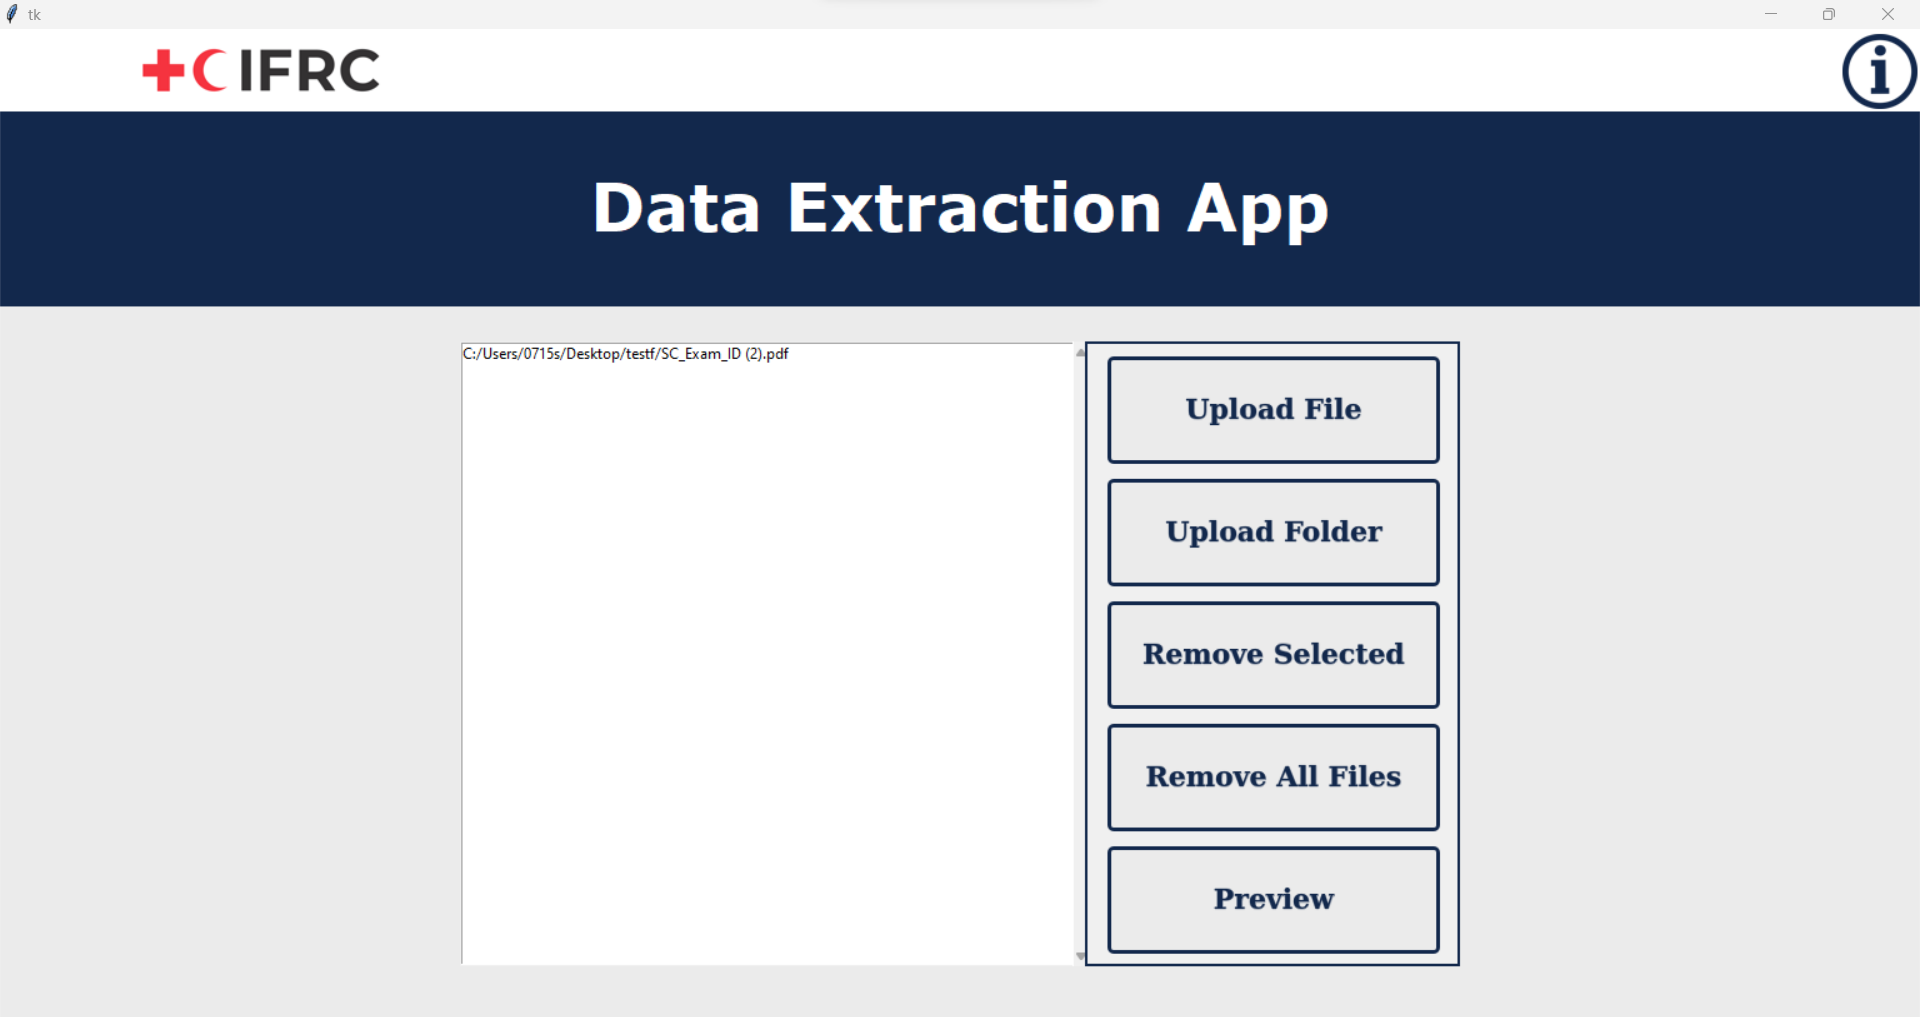 tk
IFRC
i
Data Extraction App
C:/Users/0715s/Desktop/testf/SC_Exam_ID (2).pdf
Upload File
Upload Folder
Remove Selected
Remove All Files
Preview